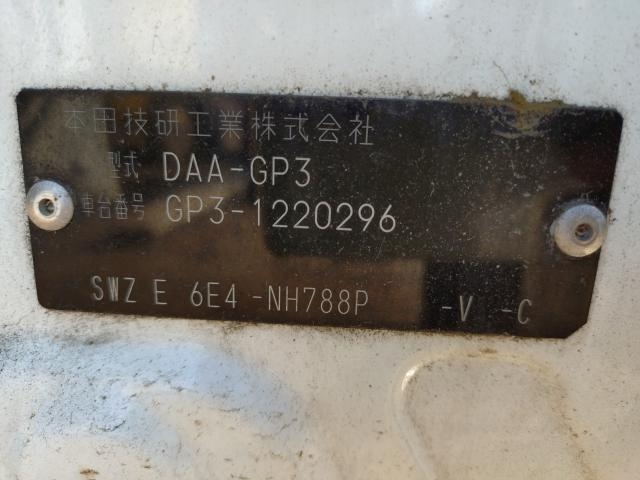 本田技研工業株式会社
型式 DAA-GP3
車台番号 GP3-1220296
SWZ E 6E4 -NH788P -V -C